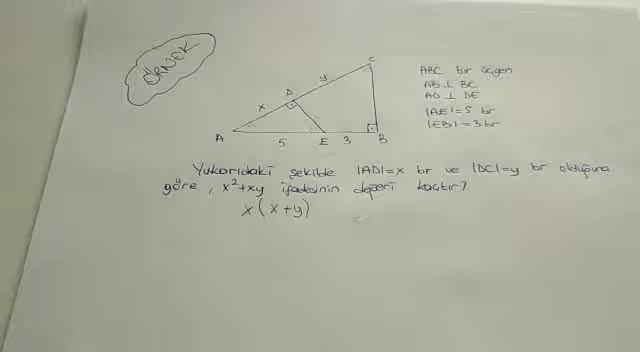 ÖRNEK
C
y
D
x
A
5
E
3
B
ABC bir üçgen
AB ⊥ BC
AD ⊥ DE
|AE|=5 br
|EB|=3 br
Yukarıdaki şekilde |AD|=x br ve |DC|=y br olduğuna
göre, x²+xy ifadesinin değeri kaçtır?
x(x+y)